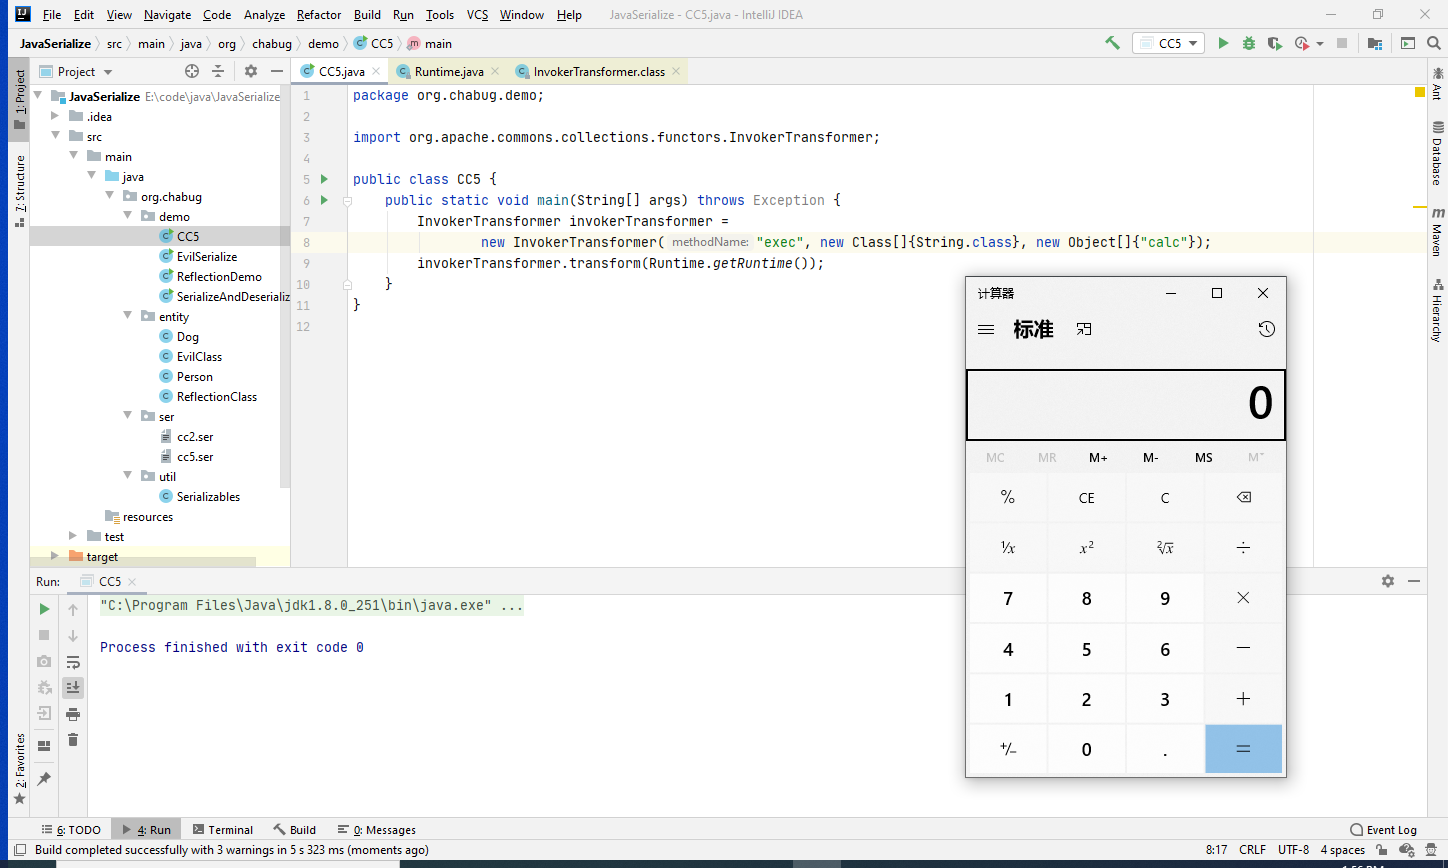 File Edit View Navigate Code Analyze Refactor Build Run Tools VCS Window Help JavaSerialize - CC5.java - IntelliJ IDEA
JavaSerialize src main java org chabug demo CC5 main CC5
Project CC5.java Runtime.java InvokerTransformer.class
1: Project
7: Structure
2: Favorites
Ant
Database
Maven
Hierarchy
JavaSerialize E:\code\java\JavaSerialize
.idea
src
main
java
org.chabug
demo
CC5
EvilSerialize
ReflectionDemo
SerializeAndDeserializ
entity
Dog
EvilClass
Person
ReflectionClass
ser
cc2.ser
cc5.ser
util
Serializables
resources
test
target
1 package org.chabug.demo;
2
3 import org.apache.commons.collections.functors.InvokerTransformer;
4
5 public class CC5 {
6 public static void main(String[] args) throws Exception {
7 InvokerTransformer invokerTransformer =
8 new InvokerTransformer( methodName: "exec", new Class[]{String.class}, new Object[]{"calc"});
9 invokerTransformer.transform(Runtime.getRuntime());
10 }
11 }
12
计算器
标准
0
MC MR M+ M- MS M˅
% CE C
¹⁄x x² ²√x ÷
7 8 9 ×
4 5 6 −
1 2 3 +
+/− 0 . =
Run: CC5
"C:\Program Files\Java\jdk1.8.0_251\bin\java.exe" ...
Process finished with exit code 0
6: TODO 4: Run Terminal Build 0: Messages Event Log
Build completed successfully with 3 warnings in 5 s 323 ms (moments ago) 8:17 CRLF UTF-8 4 spaces